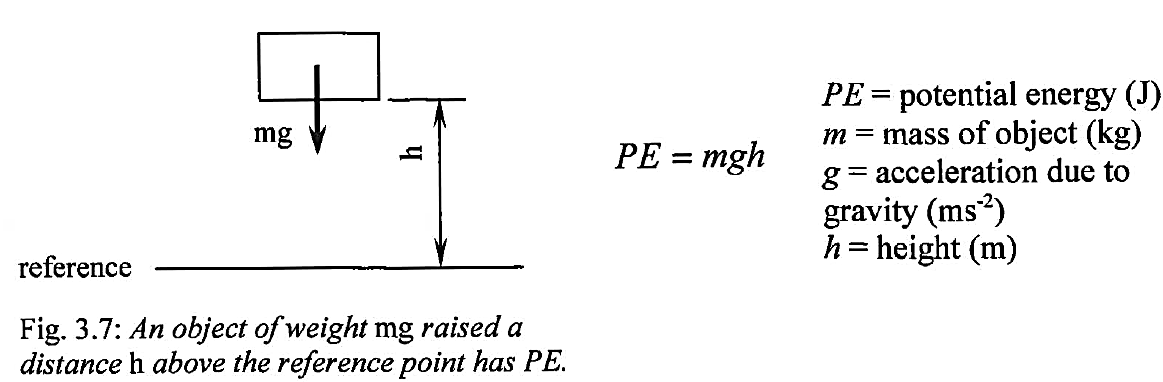 mg
h
reference
Fig. 3.7: An object of weight mg raised a
distance h above the reference point has PE.
PE = mgh
PE = potential energy (J)
m = mass of object (kg)
g = acceleration due to
gravity (ms⁻²)
h = height (m)